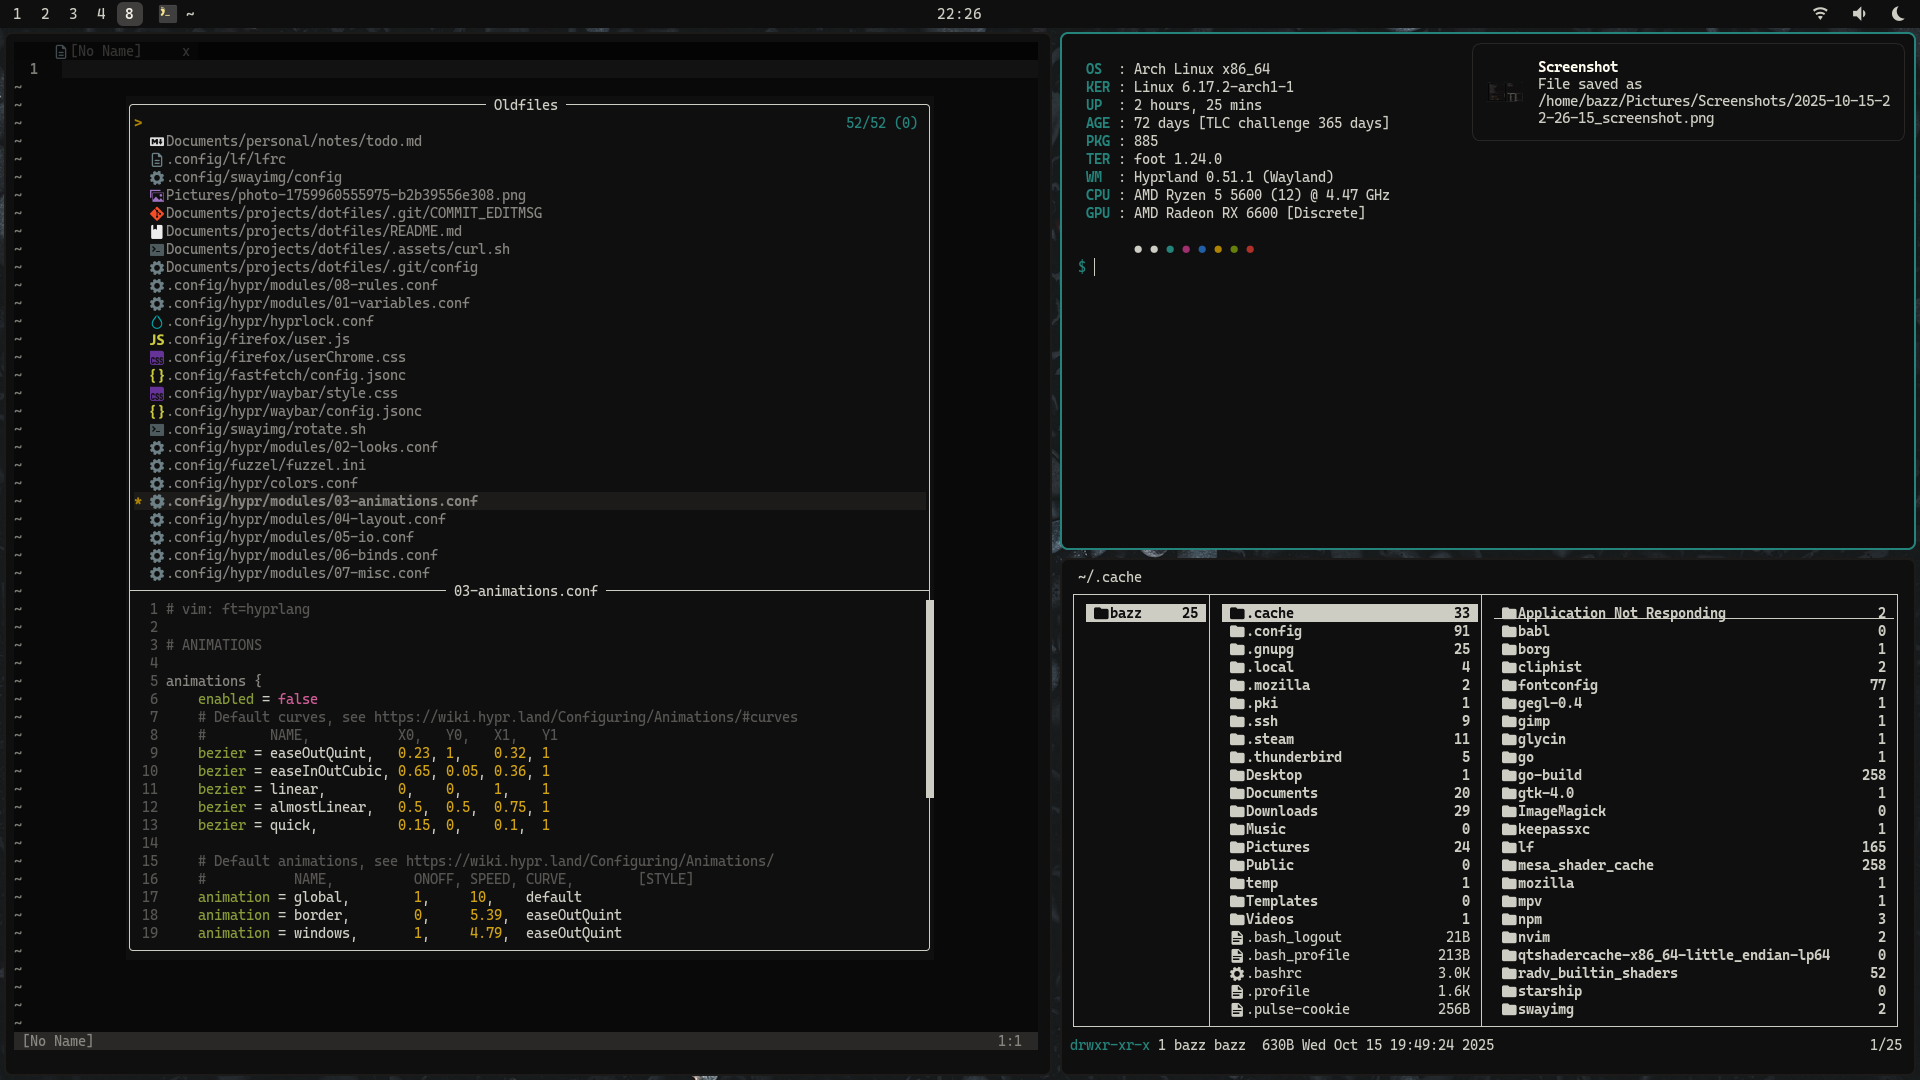 1 2 3 4 8 ~
22:26
[No Name] x
1
Oldfiles
> 52/52 (0)
Documents/personal/notes/todo.md
.config/lf/lfrc
.config/swayimg/config
Pictures/photo-1759960555975-b2b39556e308.png
Documents/projects/dotfiles/.git/COMMIT_EDITMSG
Documents/projects/dotfiles/README.md
Documents/projects/dotfiles/.assets/curl.sh
Documents/projects/dotfiles/.git/config
.config/hypr/modules/08-rules.conf
.config/hypr/modules/01-variables.conf
.config/hypr/hyprlock.conf
JS .config/firefox/user.js
.config/firefox/userChrome.css
{} .config/fastfetch/config.jsonc
.config/hypr/waybar/style.css
{} .config/hypr/waybar/config.jsonc
.config/swayimg/rotate.sh
.config/hypr/modules/02-looks.conf
.config/fuzzel/fuzzel.ini
.config/hypr/colors.conf
* .config/hypr/modules/03-animations.conf
.config/hypr/modules/04-layout.conf
.config/hypr/modules/05-io.conf
.config/hypr/modules/06-binds.conf
.config/hypr/modules/07-misc.conf
03-animations.conf
1 # vim: ft=hyprlang
2
3 # ANIMATIONS
4
5 animations {
6 enabled = false
7 # Default curves, see https://wiki.hypr.land/Configuring/Animations/#curves
8 # NAME, X0, Y0, X1, Y1
9 bezier = easeOutQuint, 0.23, 1, 0.32, 1
10 bezier = easeInOutCubic, 0.65, 0.05, 0.36, 1
11 bezier = linear, 0, 0, 1, 1
12 bezier = almostLinear, 0.5, 0.5, 0.75, 1
13 bezier = quick, 0.15, 0, 0.1, 1
14
15 # Default animations, see https://wiki.hypr.land/Configuring/Animations/
16 # NAME, ONOFF, SPEED, CURVE, [STYLE]
17 animation = global, 1, 10, default
18 animation = border, 0, 5.39, easeOutQuint
19 animation = windows, 1, 4.79, easeOutQuint
[No Name] 1:1
OS : Arch Linux x86_64
KER : Linux 6.17.2-arch1-1
UP : 2 hours, 25 mins
AGE : 72 days [TLC challenge 365 days]
PKG : 885
TER : foot 1.24.0
WM : Hyprland 0.51.1 (Wayland)
CPU : AMD Ryzen 5 5600 (12) @ 4.47 GHz
GPU : AMD Radeon RX 6600 [Discrete]
$
Screenshot
File saved as
/home/bazz/Pictures/Screenshots/2025-10-15-2
2-26-15_screenshot.png
~/.cache
bazz 25
.cache 33
.config 91
.gnupg 25
.local 4
.mozilla 2
.pki 1
.ssh 9
.steam 11
.thunderbird 5
Desktop 1
Documents 20
Downloads 29
Music 0
Pictures 24
Public 0
temp 1
Templates 0
Videos 1
.bash_logout 21B
.bash_profile 213B
.bashrc 3.0K
.profile 1.6K
.pulse-cookie 256B
Application Not Responding 2
babl 0
borg 1
cliphist 2
fontconfig 77
gegl-0.4 1
gimp 1
glycin 1
go 1
go-build 258
gtk-4.0 1
ImageMagick 0
keepassxc 1
lf 165
mesa_shader_cache 258
mozilla 1
mpv 1
npm 3
nvim 2
qtshadercache-x86_64-little_endian-lp64 0
radv_builtin_shaders 52
starship 0
swayimg 2
drwxr-xr-x 1 bazz bazz 630B Wed Oct 15 19:49:24 2025 1/25